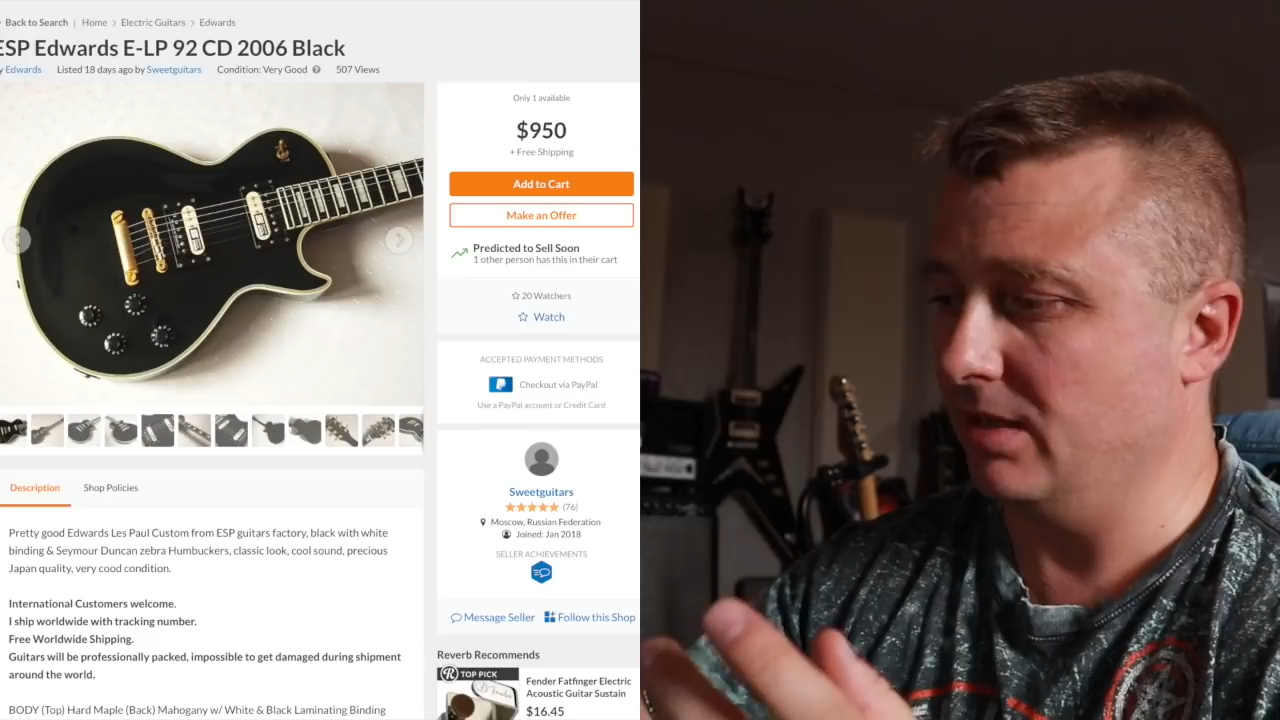 Back to Search | Home > Electric Guitars > Edwards
ESP Edwards E-LP 92 CD 2006 Black
Edwards Listed 18 days ago by Sweetguitars Condition: Very Good 507 Views
Only 1 available
$950
+ Free Shipping
Add to Cart
Make an Offer
Predicted to Sell Soon
1 other person has this in their cart
20 Watchers
Watch
ACCEPTED PAYMENT METHODS
Checkout via PayPal
Use a PayPal account or Credit Card
Sweetguitars
(76)
Moscow, Russian Federation
Joined: Jan 2018
SELLER ACHIEVEMENTS
Message Seller Follow this Shop
Reverb Recommends
TOP PICK
Fender Fatfinger Electric
Acoustic Guitar Sustain
$16.45
Description Shop Policies
Pretty good Edwards Les Paul Custom from ESP guitars factory, black with white
binding & Seymour Duncan zebra Humbuckers, classic look, cool sound, precious
Japan quality, very cood condition.
International Customers welcome.
I ship worldwide with tracking number.
Free Worldwide Shipping.
Guitars will be professionally packed, impossible to get damaged during shipment
around the world.
BODY (Top) Hard Maple (Back) Mahogany w/ White & Black Laminating Binding